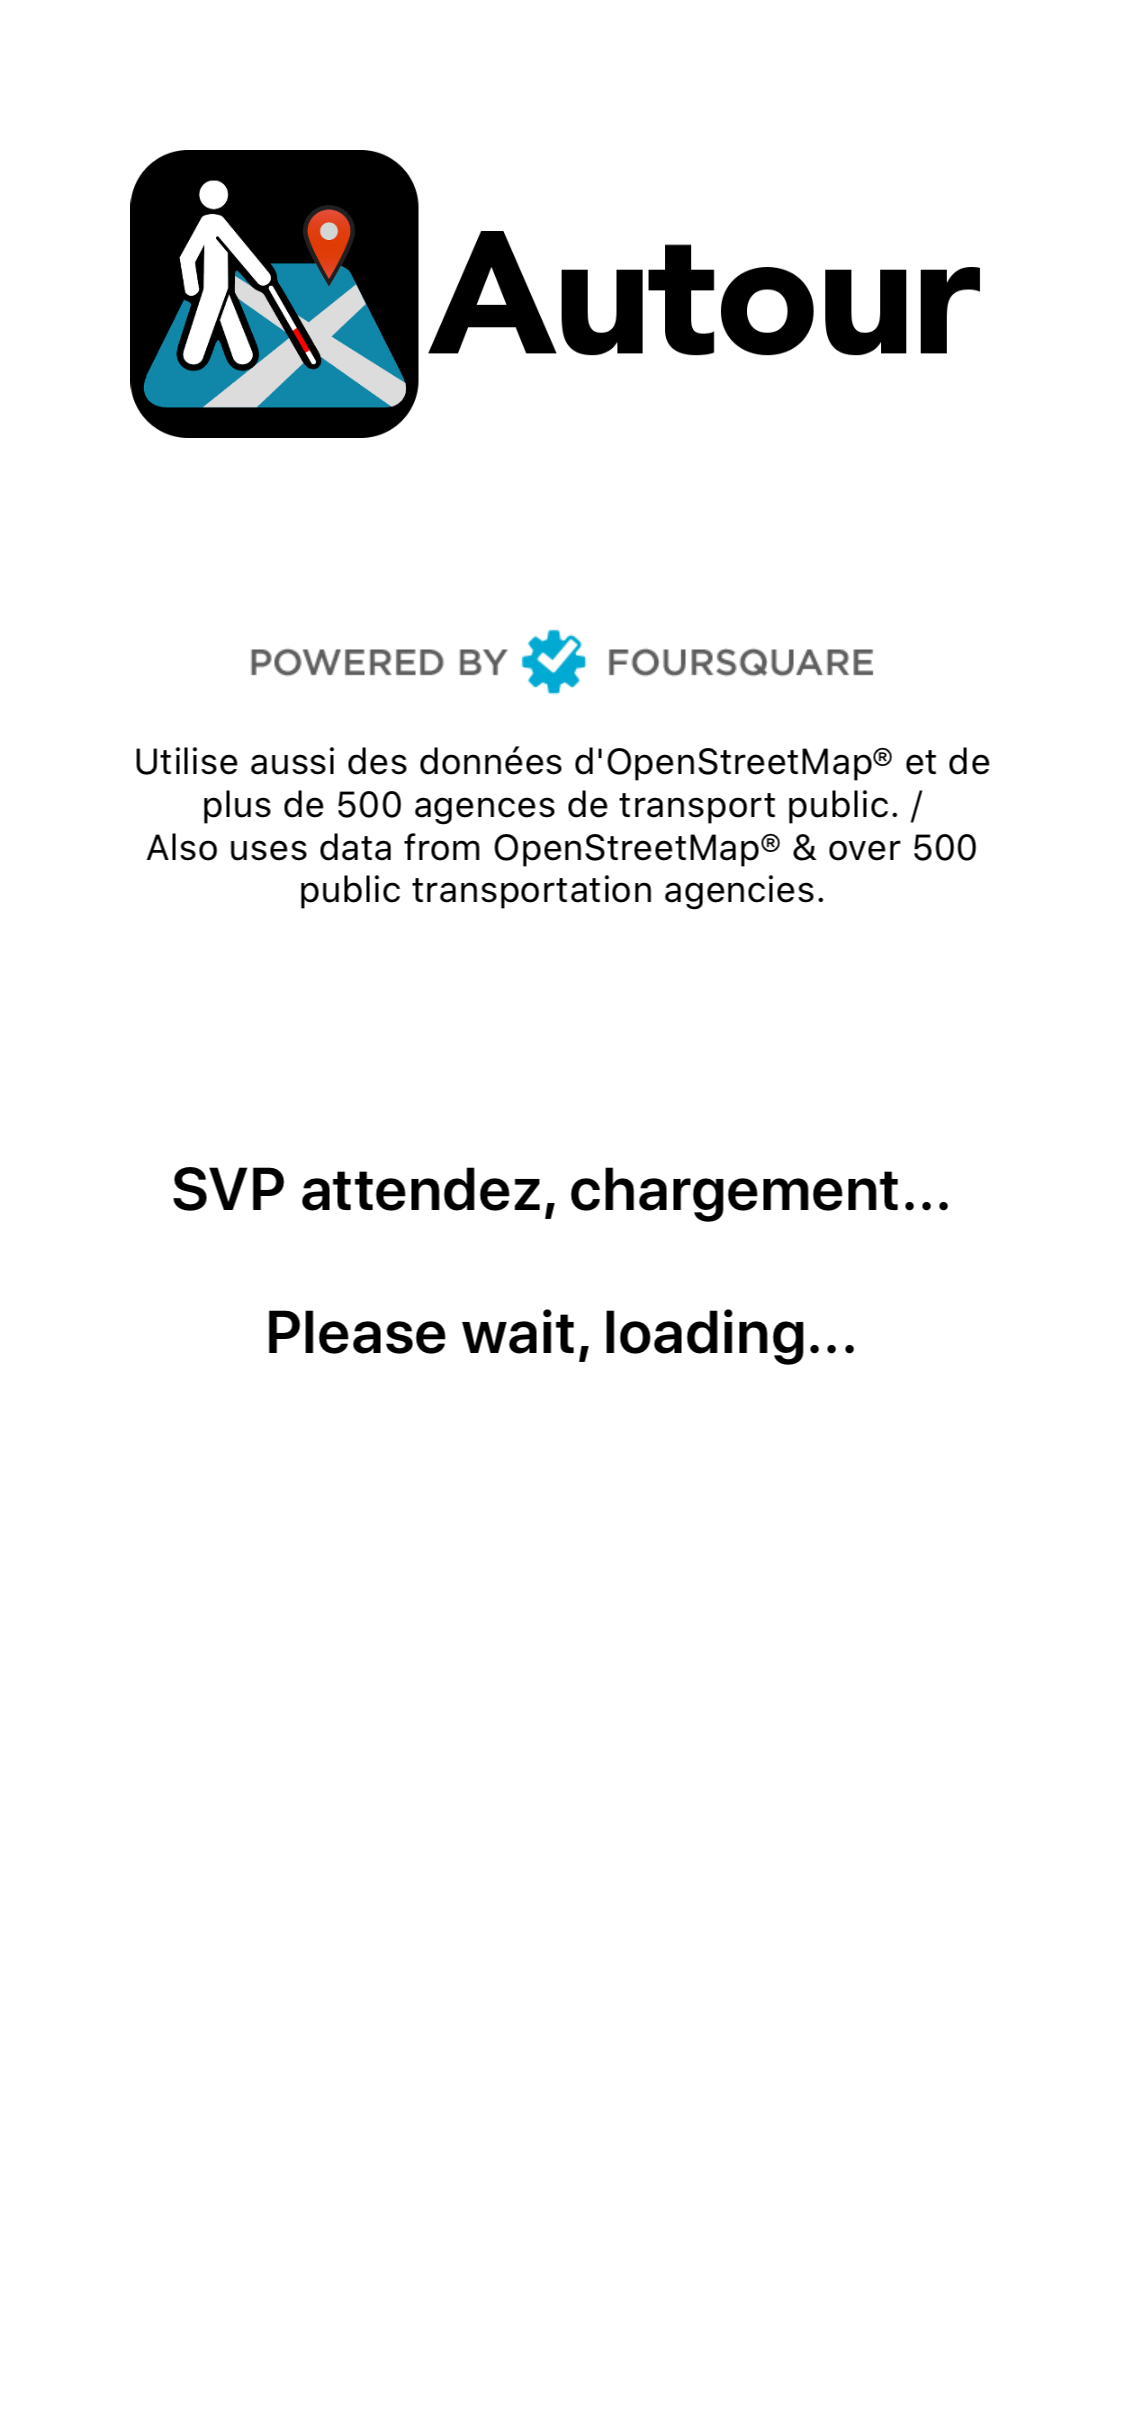 Autour
POWERED BY FOURSQUARE
Utilise aussi des données d'OpenStreetMap® et de
plus de 500 agences de transport public. /
Also uses data from OpenStreetMap® & over 500
public transportation agencies.
SVP attendez, chargement...
Please wait, loading...